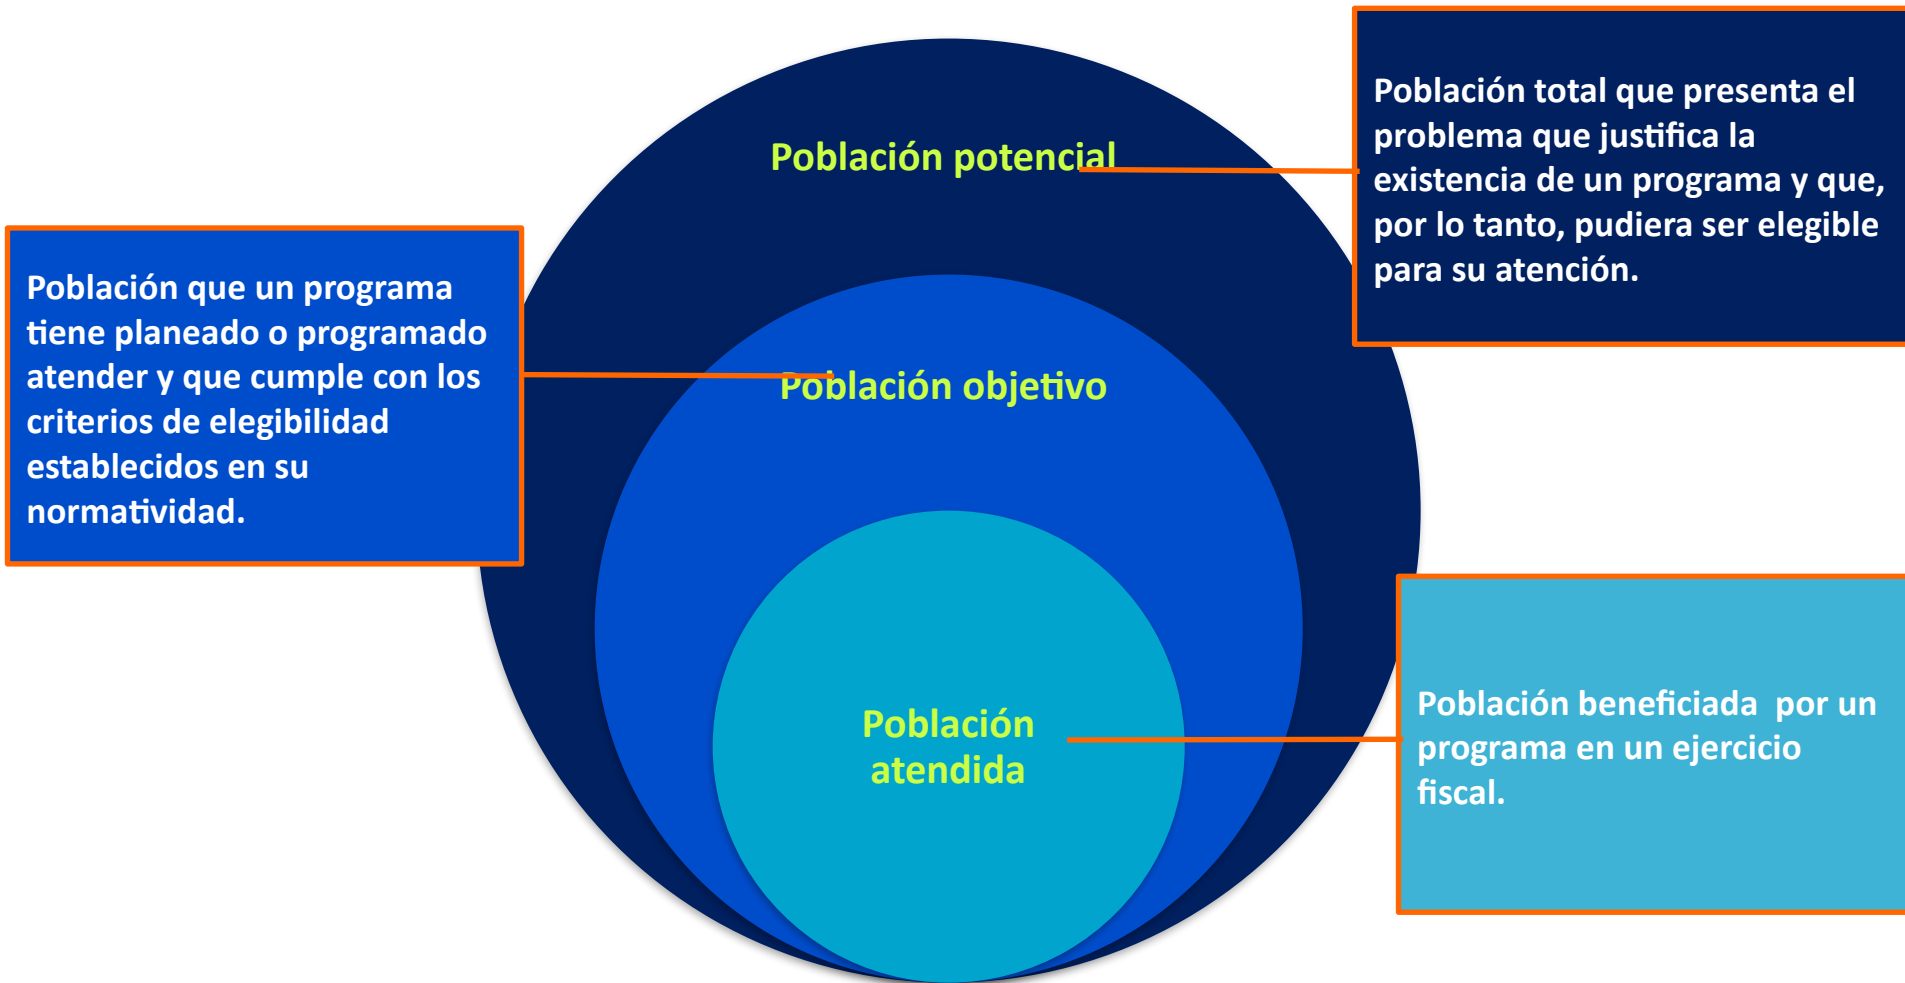 Población potencial
Población total que presenta el
problema que justifica la
existencia de un programa y que,
por lo tanto, pudiera ser elegible
para su atención.
Población que un programa
tiene planeado o programado
atender y que cumple con los
criterios de elegibilidad
establecidos en su
normatividad.
Población objetivo
Población
atendida
Población beneficiada  por un
programa en un ejercicio
fiscal.